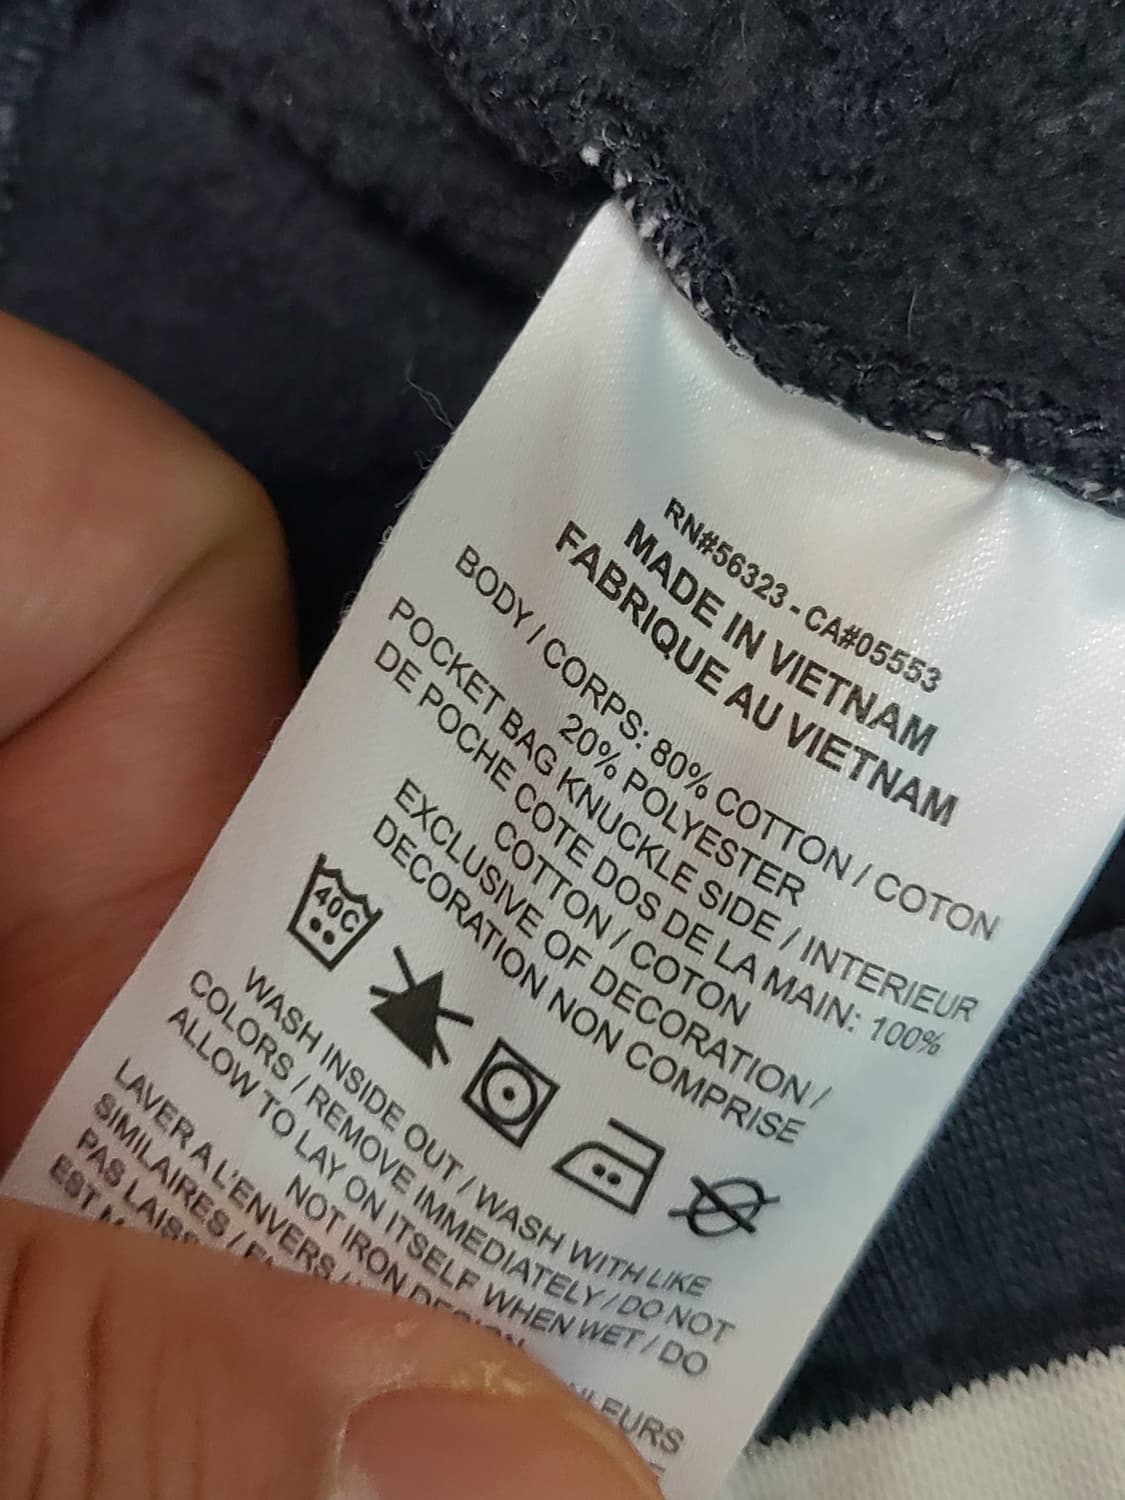 RN#56323 - CA#05553
MADE IN VIETNAM
FABRIQUE AU VIETNAM
BODY / CORPS: 80% COTTON / COTON
20% POLYESTER
POCKET BAG KNUCKLE SIDE / INTERIEUR
DE POCHE COTE DOS DE LA MAIN: 100%
COTTON / COTON
EXCLUSIVE OF DECORATION /
DECORATION NON COMPRISE
40C
WASH INSIDE OUT / WASH WITH LIKE
COLORS / REMOVE IMMEDIATELY / DO NOT
ALLOW TO LAY ON ITSELF WHEN WET / DO
NOT IRON DESIGN
LAVER A L'ENVERS /
SIMILAIRES /
PAS
EST